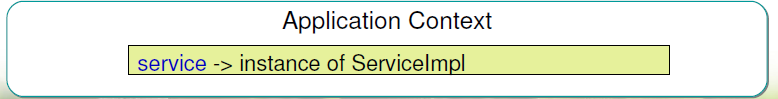 Application Context
service -> instance of ServiceImpl